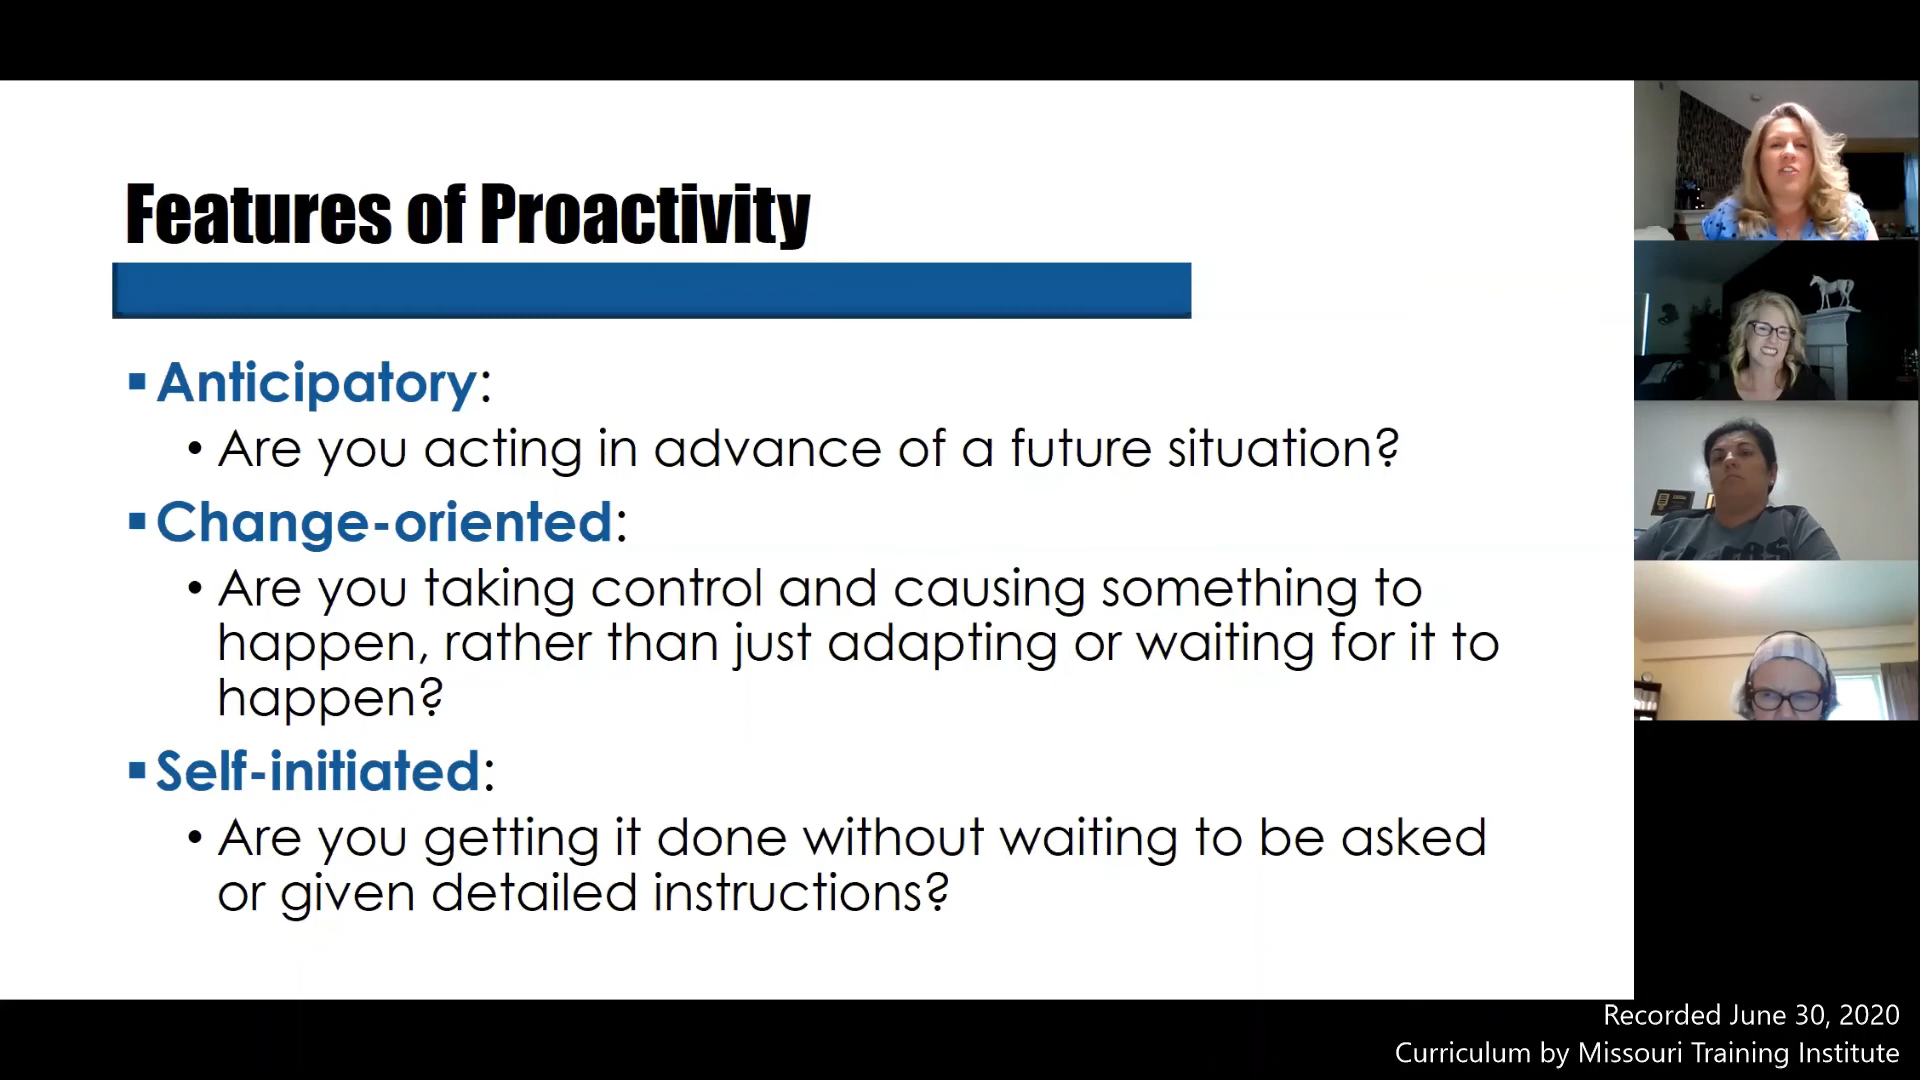 Features of Proactivity
▪ Anticipatory:
• Are you acting in advance of a future situation?
▪ Change-oriented:
• Are you taking control and causing something to
happen, rather than just adapting or waiting for it to
happen?
▪ Self-initiated:
• Are you getting it done without waiting to be asked
or given detailed instructions?
Recorded June 30, 2020
Curriculum by Missouri Training Institute